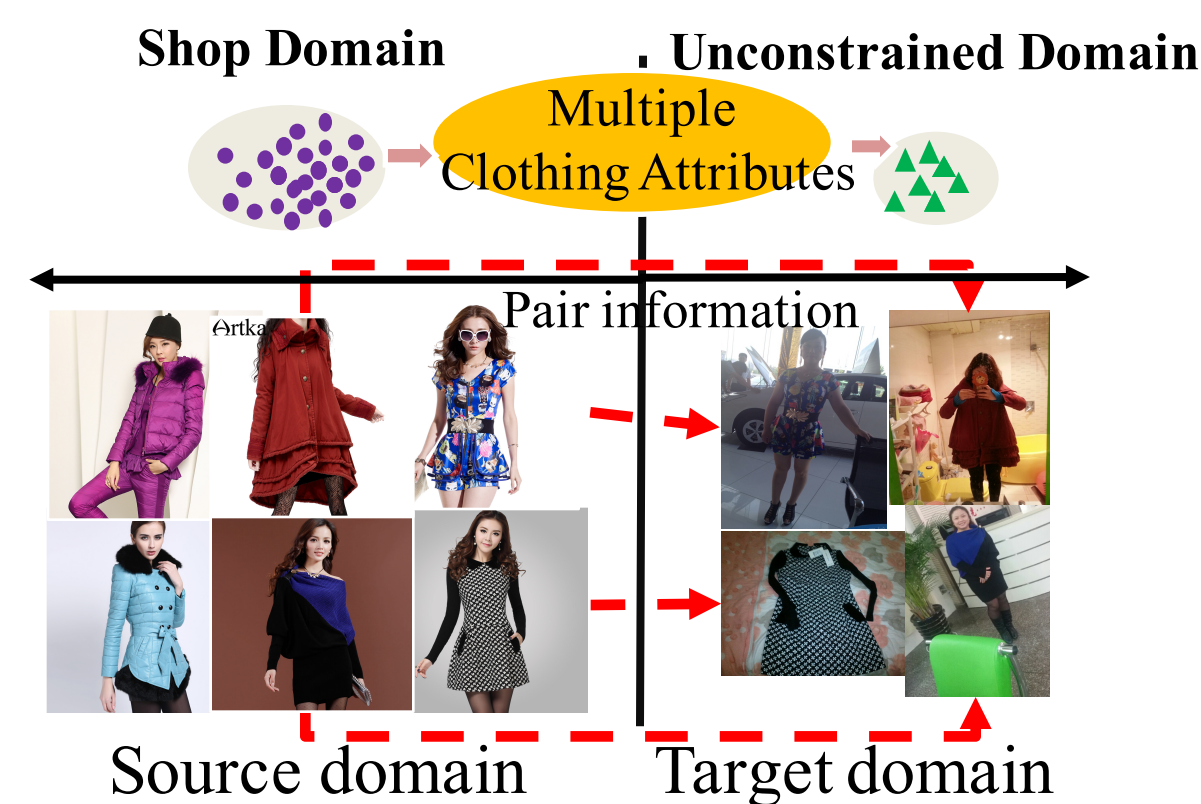 Shop Domain
Unconstrained Domain
Multiple
Clothing Attributes
Pair information
Artka
Source domain
Target domain